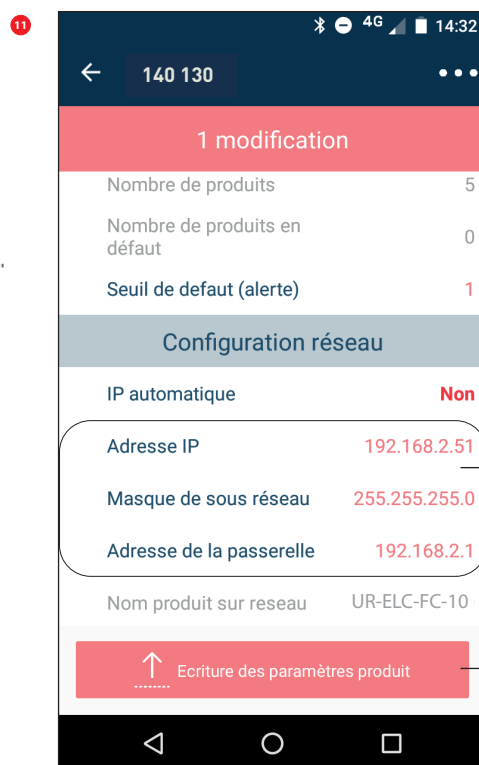 11
4G 14:32
140 130
1 modification
Nombre de produits 5
Nombre de produits en
défaut 0
Seuil de defaut (alerte) 1
Configuration réseau
IP automatique Non
Adresse IP 192.168.2.51
Masque de sous réseau 255.255.255.0
Adresse de la passerelle 192.168.2.1
Nom produit sur reseau UR-ELC-FC-10
Ecriture des paramètres produit